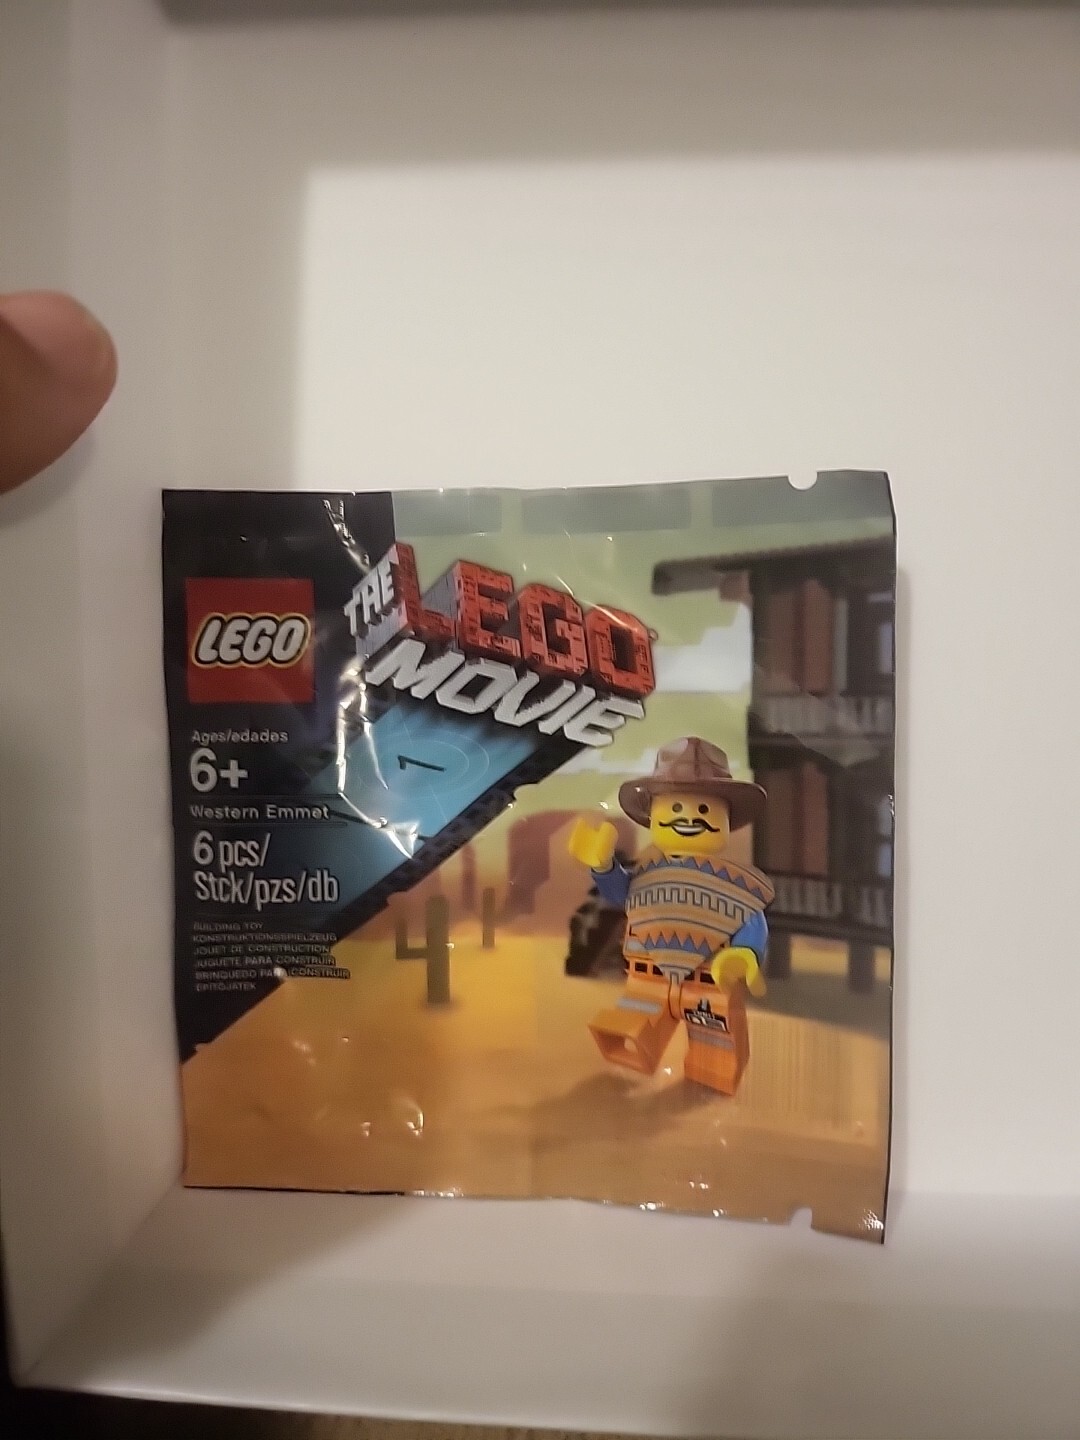 THE
LEGO
MOVIE
LEGO
Ages/edades
6+
Western Emmet
6 pcs/
Stck/pzs/db
BUILDING TOY
KONSTRUKTIONSSPIELZEUG
JOUET DE CONSTRUCTION
JUGUETE PARA CONSTRUIR
BRINQUEDO PARA CONSTRUIR
ÉPÍTŐJÁTÉK